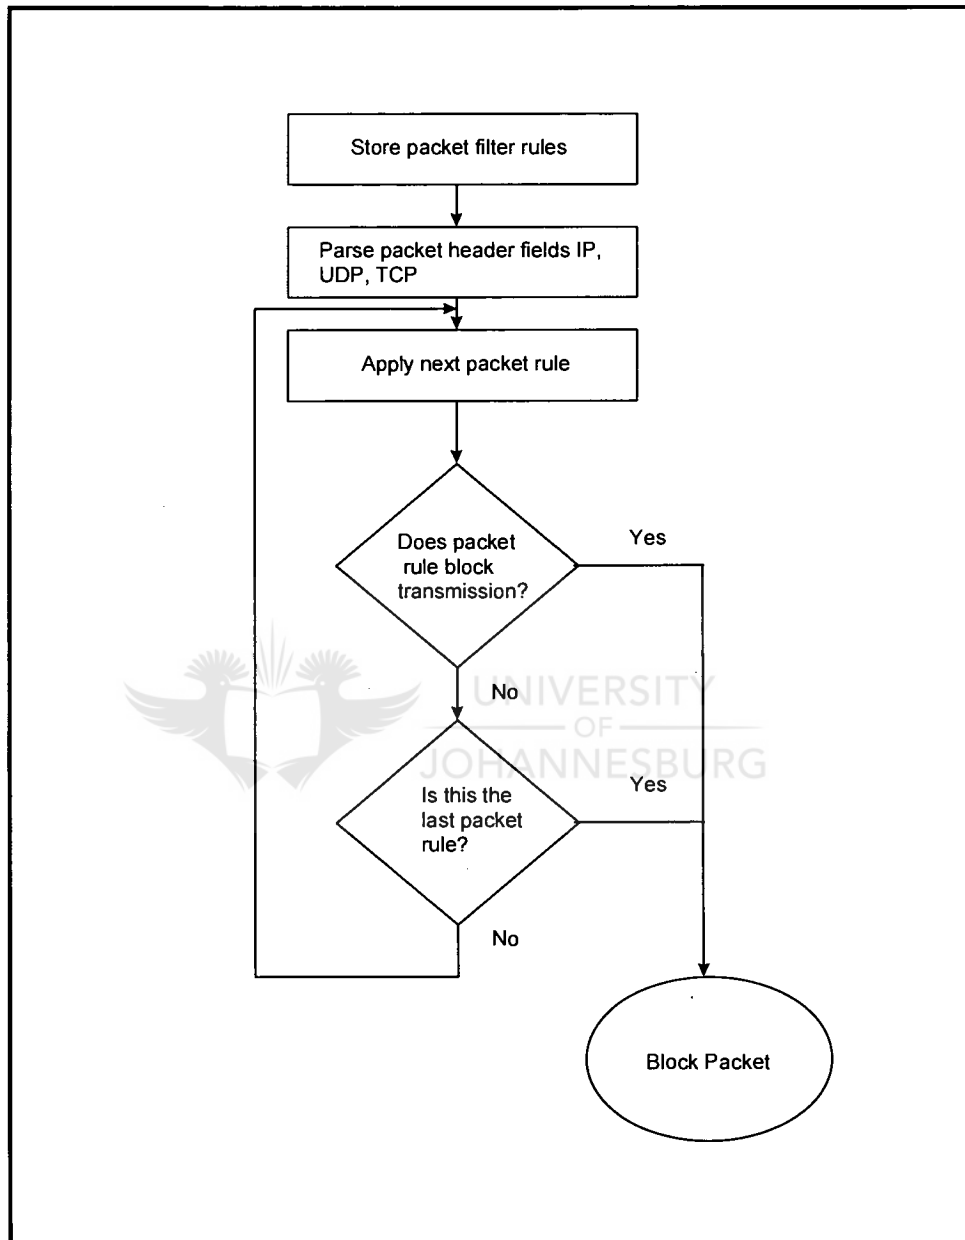 Store packet filter rules
Parse packet header fields IP,
UDP, TCP
Apply next packet rule
Does packet
rule block
transmission?
Yes
No
UNIVERSITY
OF
JOHANNESBURG
Is this the
last packet
rule?
Yes
No
Block Packet